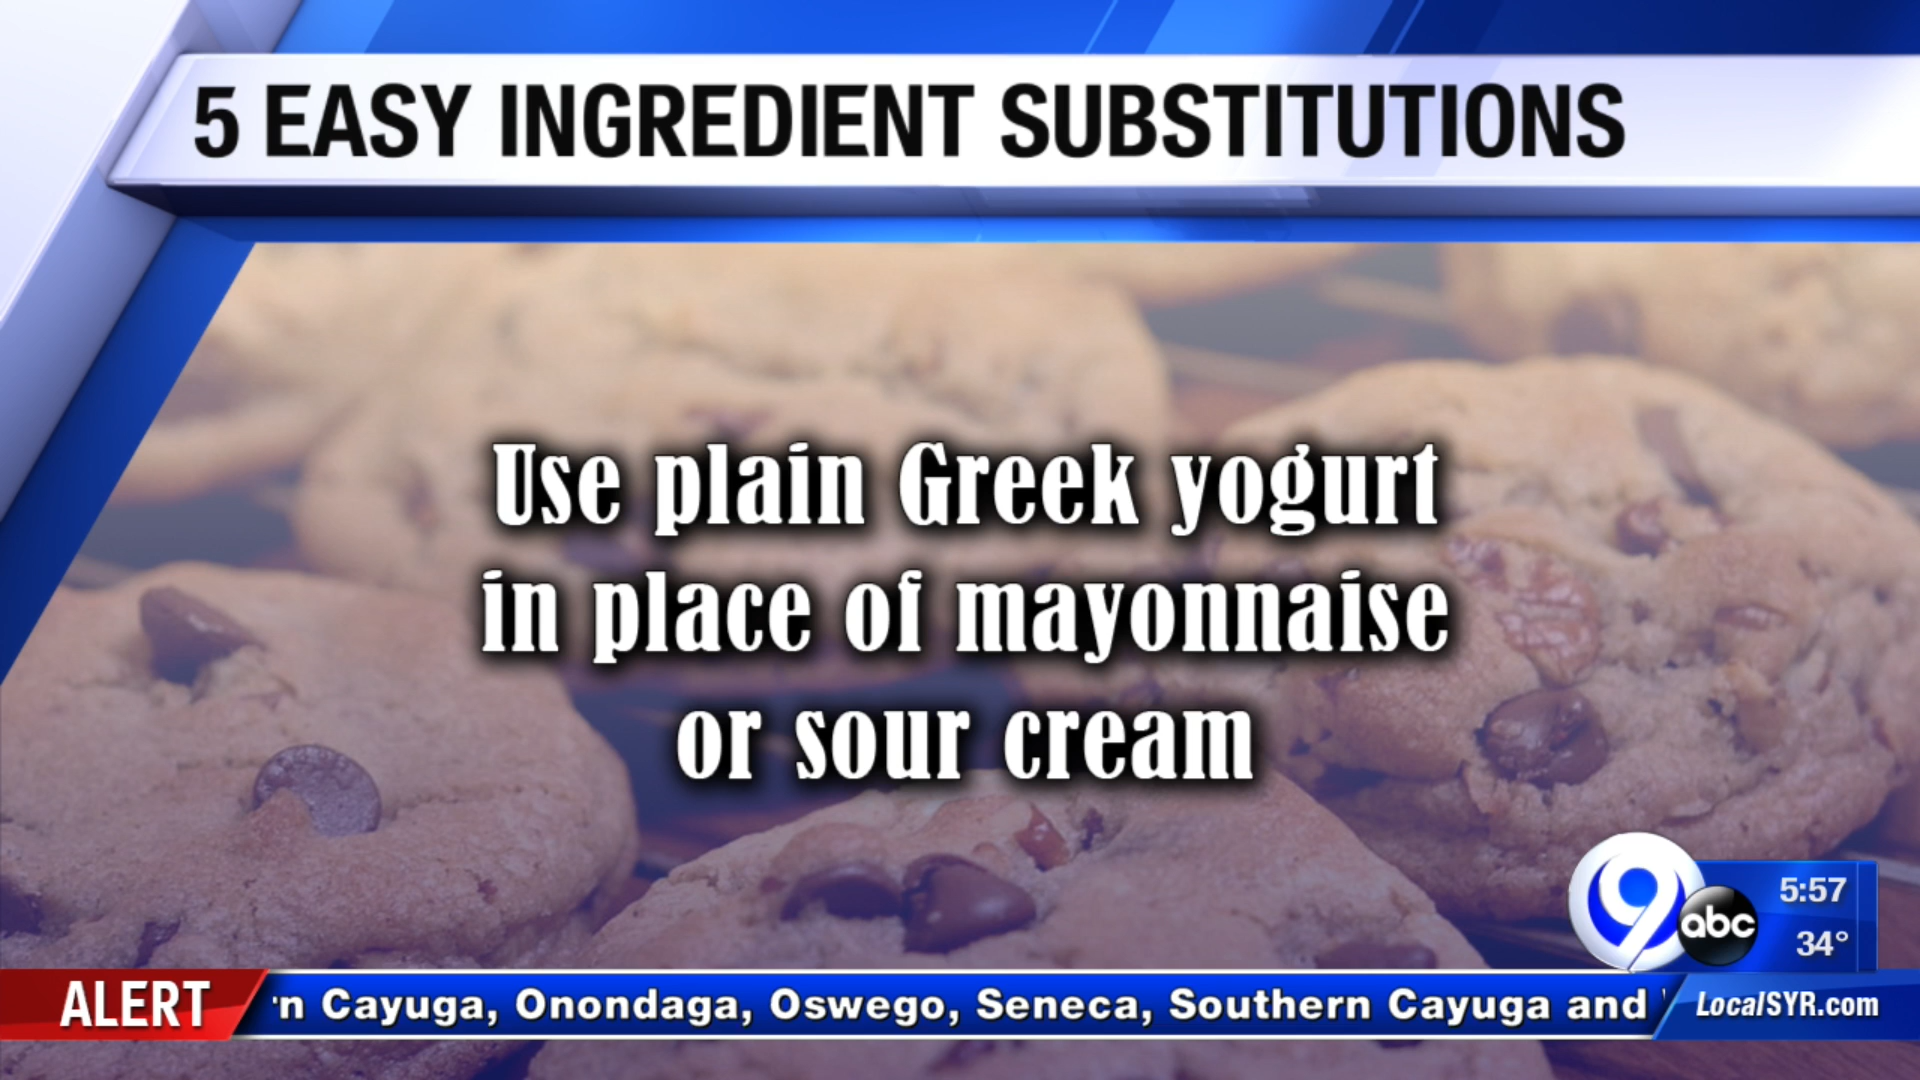 5 EASY INGREDIENT SUBSTITUTIONS
Use plain Greek yogurt
in place of mayonnaise
or sour cream
9
abc
5:57
34°
ALERT
n Cayuga, Onondaga, Oswego, Seneca, Southern Cayuga and
LocalSYR.com